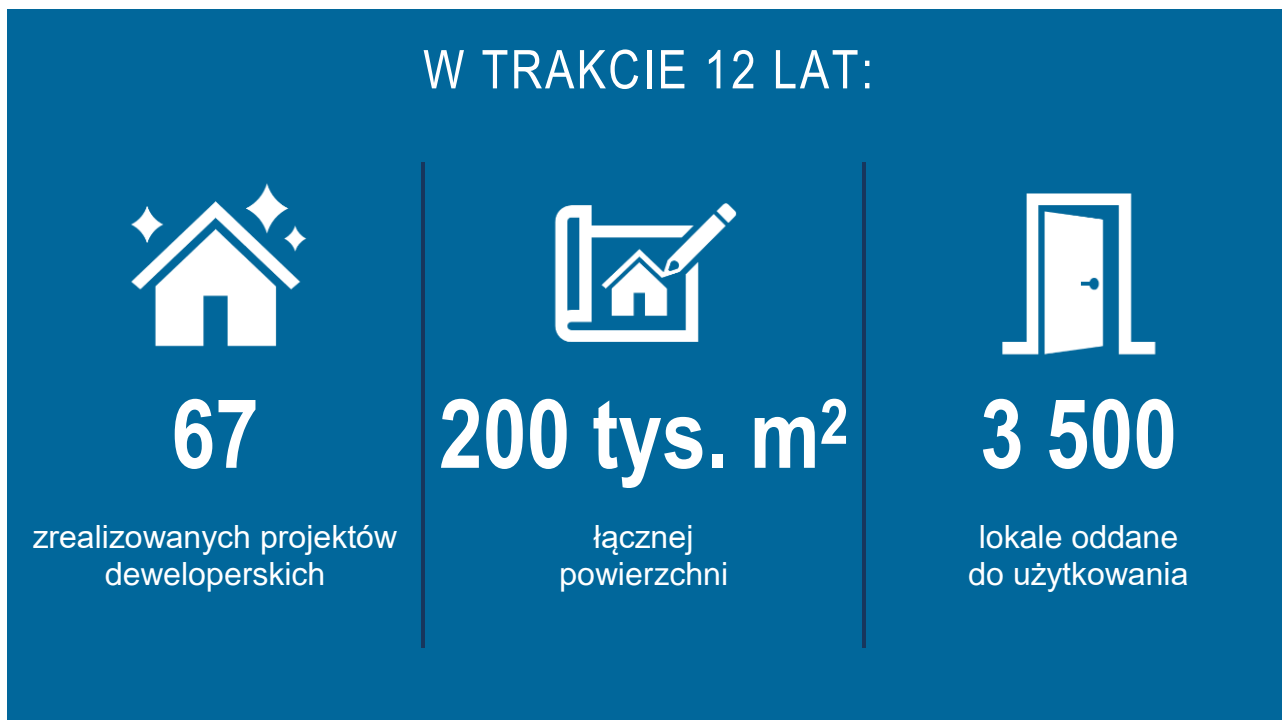 W TRAKCIE 12 LAT:
67
zrealizowanych projektów
deweloperskich
200 tys. m²
łącznej
powierzchni
3 500
lokale oddane
do użytkowania